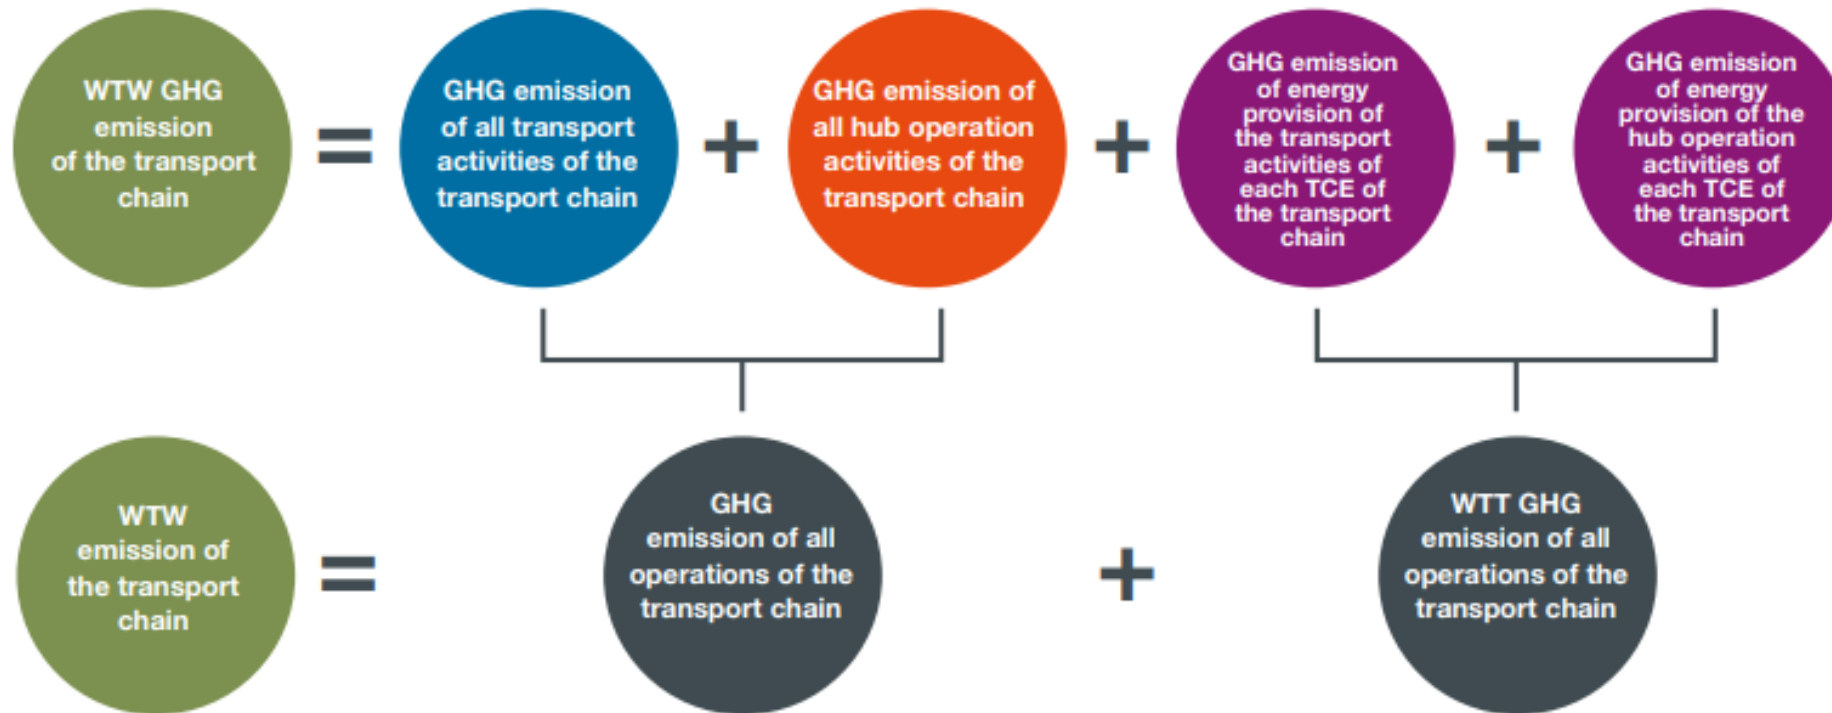 WTW GHG
emission
of the transport
chain
=
GHG emission
of all transport
activities of the
transport chain
+
GHG emission of
all hub operation
activities of the
transport chain
+
GHG emission
of energy
provision of
the transport
activities of
each TCE of
the transport
chain
+
GHG emission
of energy
provision of the
hub operation
activities of
each TCE of
the transport
chain
WTW
emission of
the transport
chain
=
GHG
emission of all
operations of the
transport chain
+
WTT GHG
emission of all
operations of the
transport chain